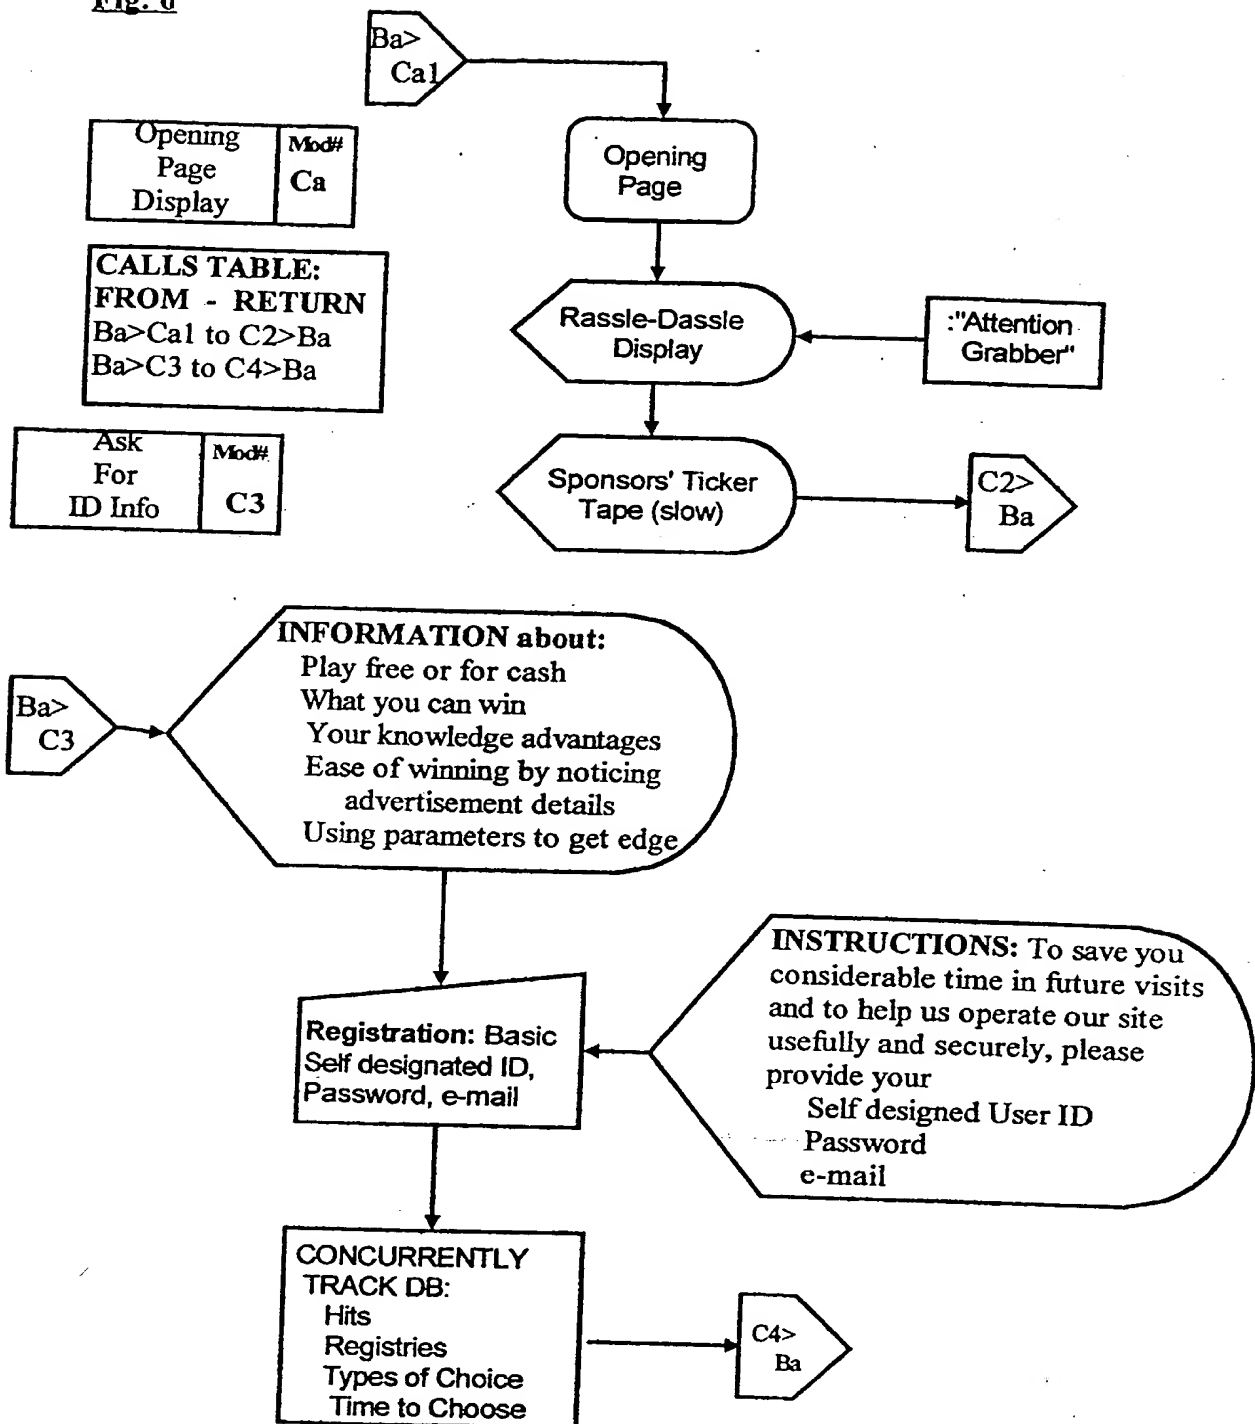 Ba>
Ca1
Opening
Page
Display
Mod#
Ca
Opening
Page
CALLS TABLE:
FROM - RETURN
Ba>Ca1 to C2>Ba
Ba>C3 to C4>Ba
Rassle-Dassle
Display
:"Attention
Grabber"
Ask
For
ID Info
Mod#
C3
Sponsors' Ticker
Tape (slow)
C2>
Ba
Ba>
C3
INFORMATION about:
Play free or for cash
What you can win
Your knowledge advantages
Ease of winning by noticing
advertisement details
Using parameters to get edge
Registration: Basic
Self designated ID,
Password, e-mail
INSTRUCTIONS: To save you
considerable time in future visits
and to help us operate our site
usefully and securely, please
provide your
Self designed User ID
Password
e-mail
CONCURRENTLY
TRACK DB:
Hits
Registries
Types of Choice
Time to Choose
C4>
Ba